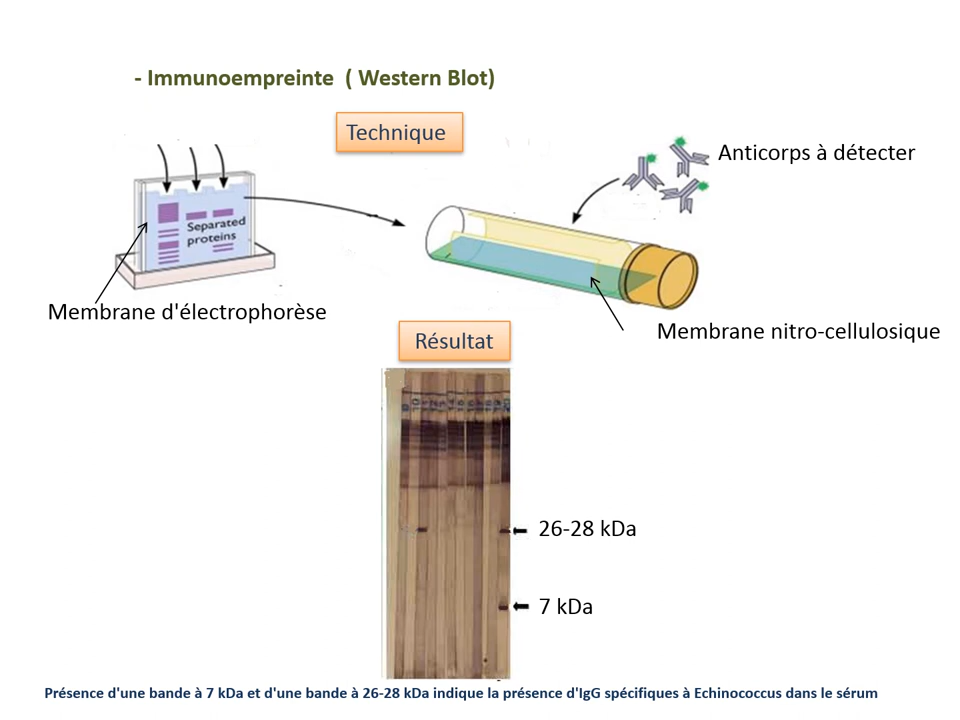 - Immunoempreinte ( Western Blot)
Technique
Anticorps à détecter
Separated
proteins
Membrane d'électrophorèse
Membrane nitro-cellulosique
Résultat
26-28 kDa
7 kDa
Présence d'une bande à 7 kDa et d'une bande à 26-28 kDa indique la présence d'IgG spécifiques à Echinococcus dans le sérum